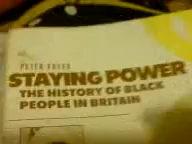 PETER FRYER
STAYING POWER
THE HISTORY OF BLACK
PEOPLE IN BRITAIN